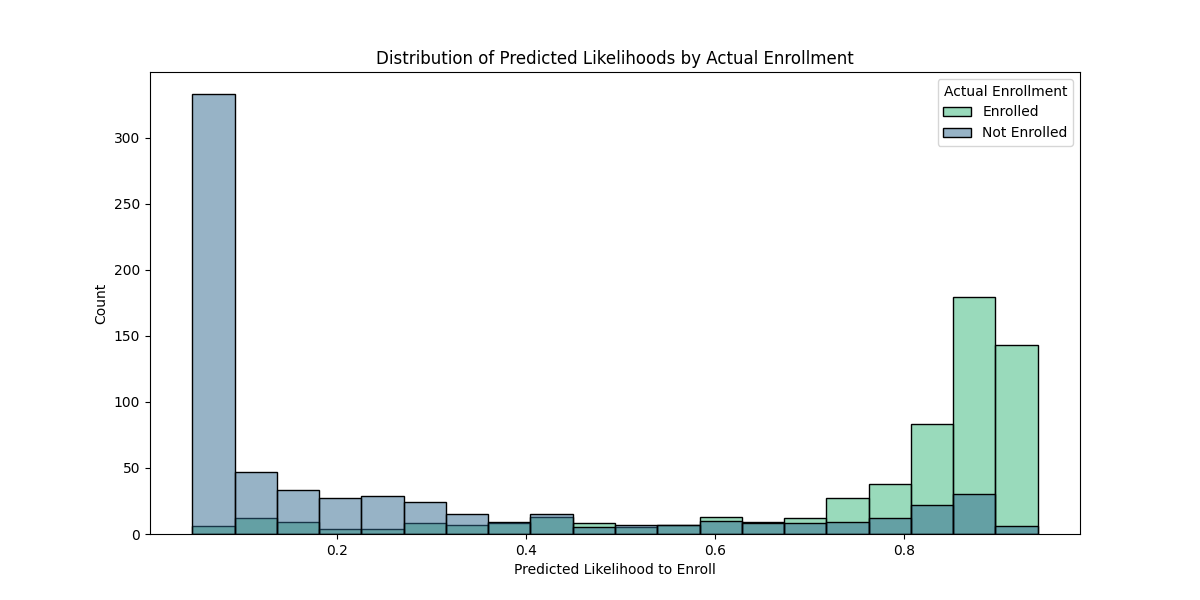 Distribution of Predicted Likelihoods by Actual Enrollment
Actual Enrollment
Enrolled
Not Enrolled
Count
300
250
200
150
100
50
0
0.2 0.4 0.6 0.8
Predicted Likelihood to Enroll